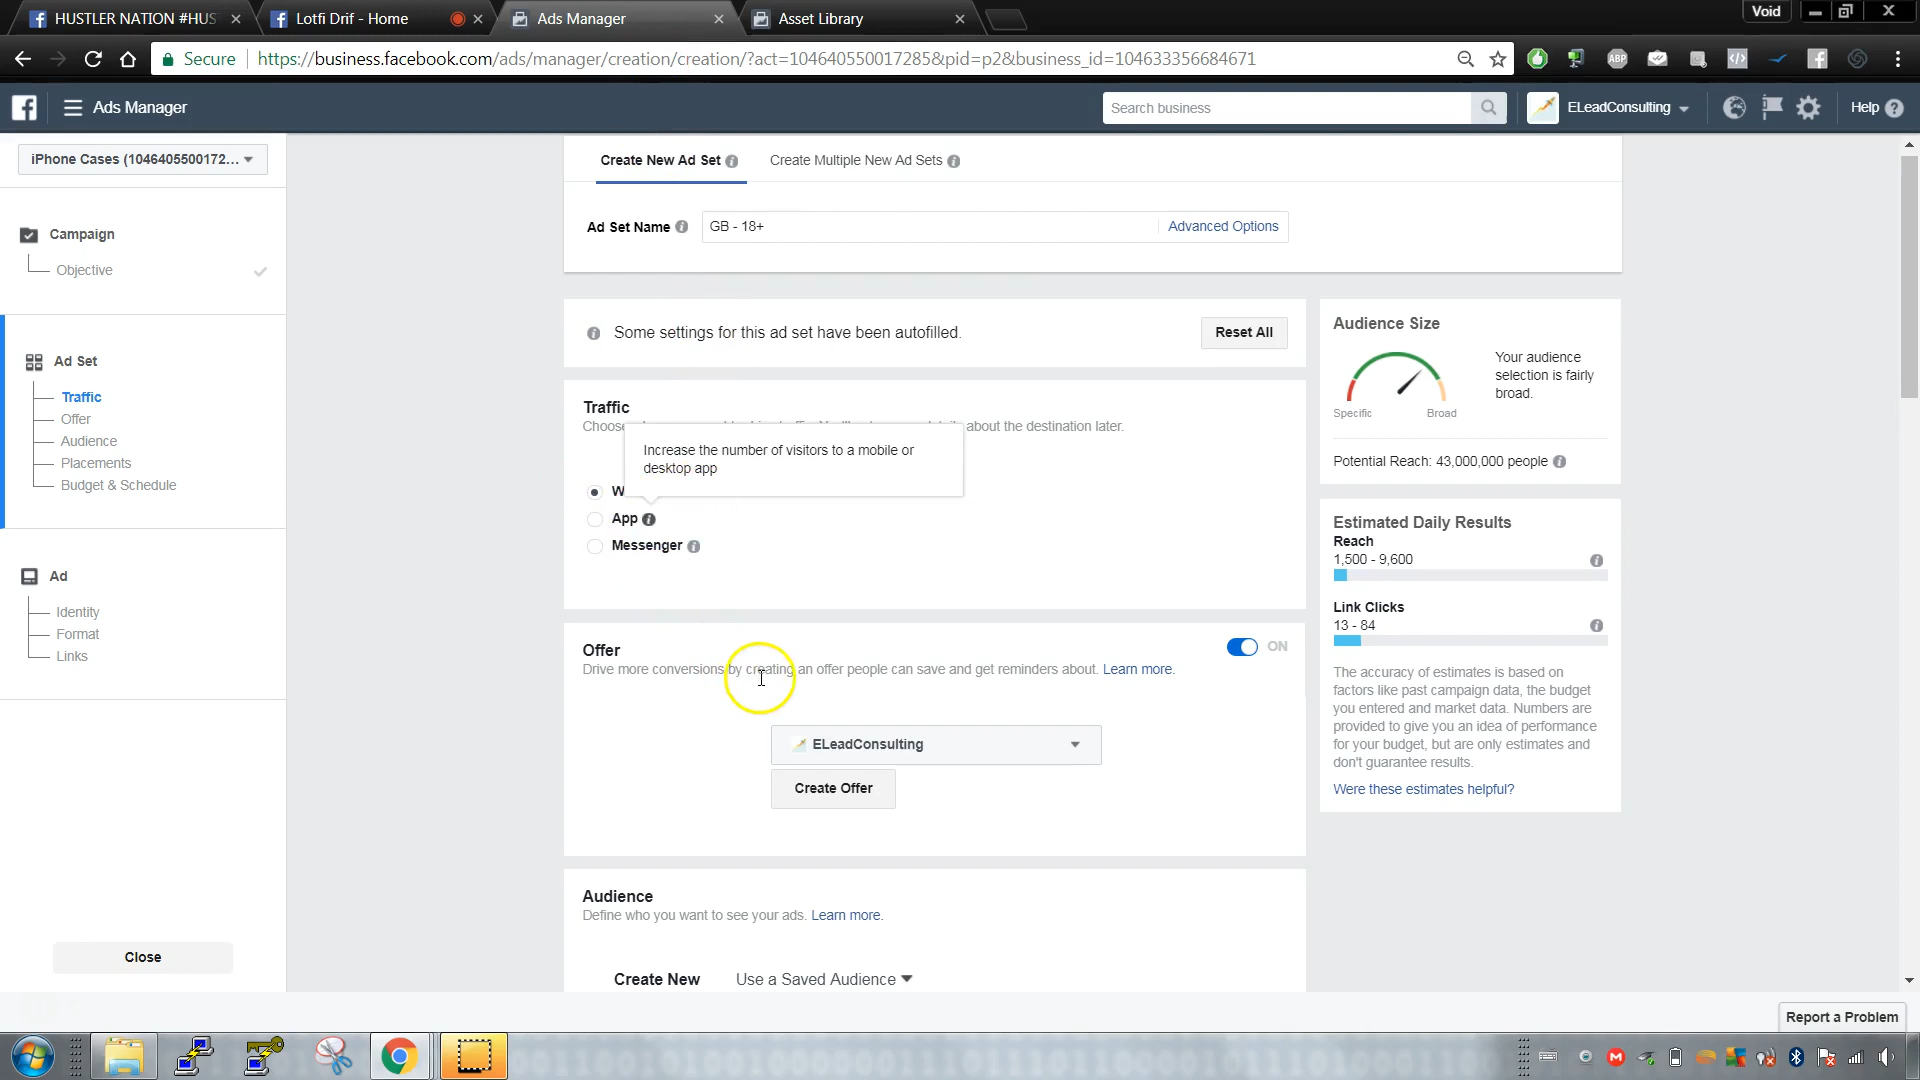 HUSTLER NATION #HUS
Lotfi Drif - Home
Ads Manager
Asset Library
Void
Secure
https://business.facebook.com/ads/manager/creation/creation/?act=104640550017285&pid=p2&business_id=104633356684671
ABP
Ads Manager
Search business
ELeadConsulting
Help
iPhone Cases (1046405500172...
Campaign
Objective
Ad Set
Traffic
Offer
Audience
Placements
Budget & Schedule
Ad
Identity
Format
Links
Close
Create New Ad Set
Create Multiple New Ad Sets
Ad Set Name
GB - 18+
Advanced Options
Some settings for this ad set have been autofilled.
Reset All
Traffic
Choose
about the destination later.
Increase the number of visitors to a mobile or
desktop app
W
App
Messenger
Offer
ON
Drive more conversions by creating an offer people can save and get reminders about. Learn more.
ELeadConsulting
Create Offer
Audience
Define who you want to see your ads. Learn more.
Create New
Use a Saved Audience
Audience Size
Your audience
selection is fairly
broad.
Specific
Broad
Potential Reach: 43,000,000 people
Estimated Daily Results
Reach
1,500 - 9,600
Link Clicks
13 - 84
The accuracy of estimates is based on
factors like past campaign data, the budget
you entered and market data. Numbers are
provided to give you an idea of performance
for your budget, but are only estimates and
don't guarantee results.
Were these estimates helpful?
Report a Problem